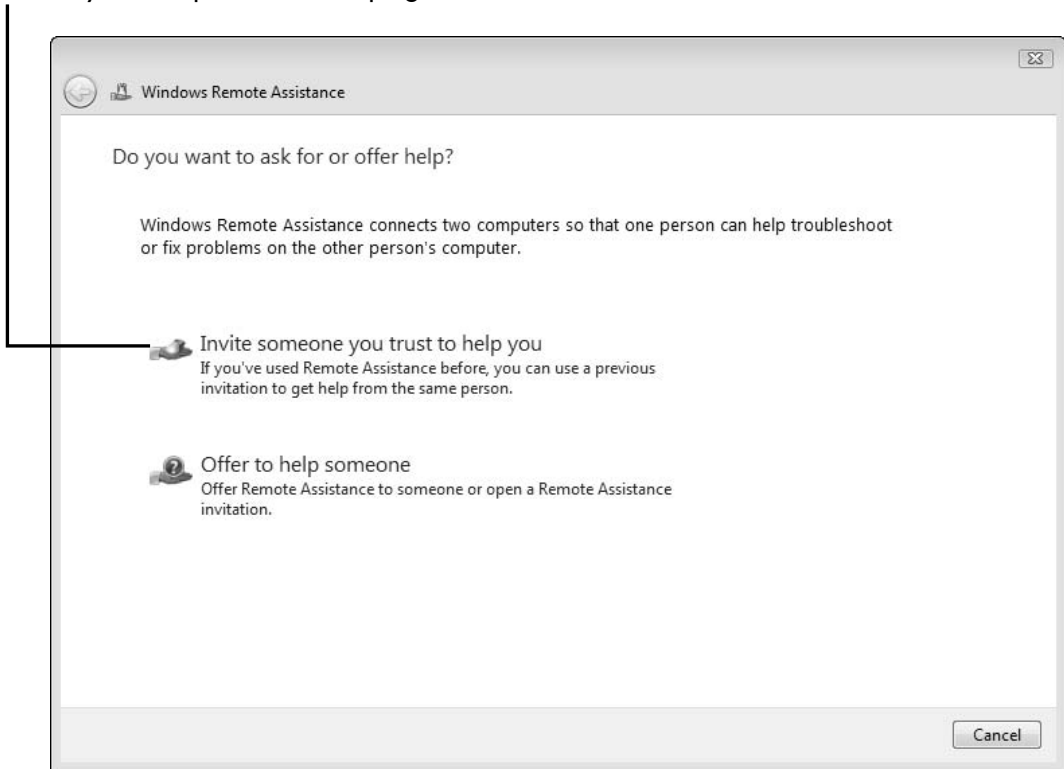 Windows Remote Assistance
Do you want to ask for or offer help?
Windows Remote Assistance connects two computers so that one person can help troubleshoot
or fix problems on the other person's computer.
Invite someone you trust to help you
If you've used Remote Assistance before, you can use a previous
invitation to get help from the same person.
Offer to help someone
Offer Remote Assistance to someone or open a Remote Assistance
invitation.
Cancel